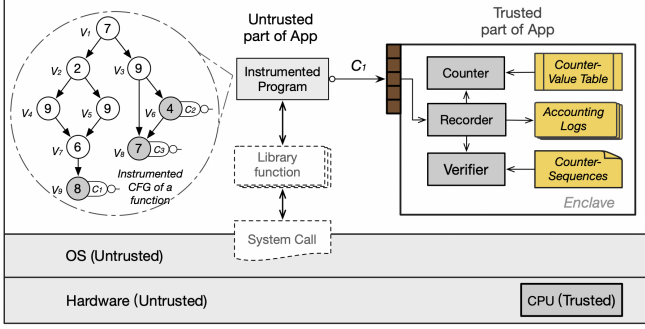 Untrusted
part of App
Trusted
part of App
V1
7
V2
2
V3
9
V4
9
V5
9
V6
4
C2
V7
6
V8
7
C3
V9
8
C1
Instrumented
CFG of a
function
Instrumented
Program
C1
Library
function
System Call
Counter
Recorder
Verifier
Counter-
Value Table
Accounting
Logs
Counter-
Sequences
Enclave
OS (Untrusted)
Hardware (Untrusted)
CPU (Trusted)